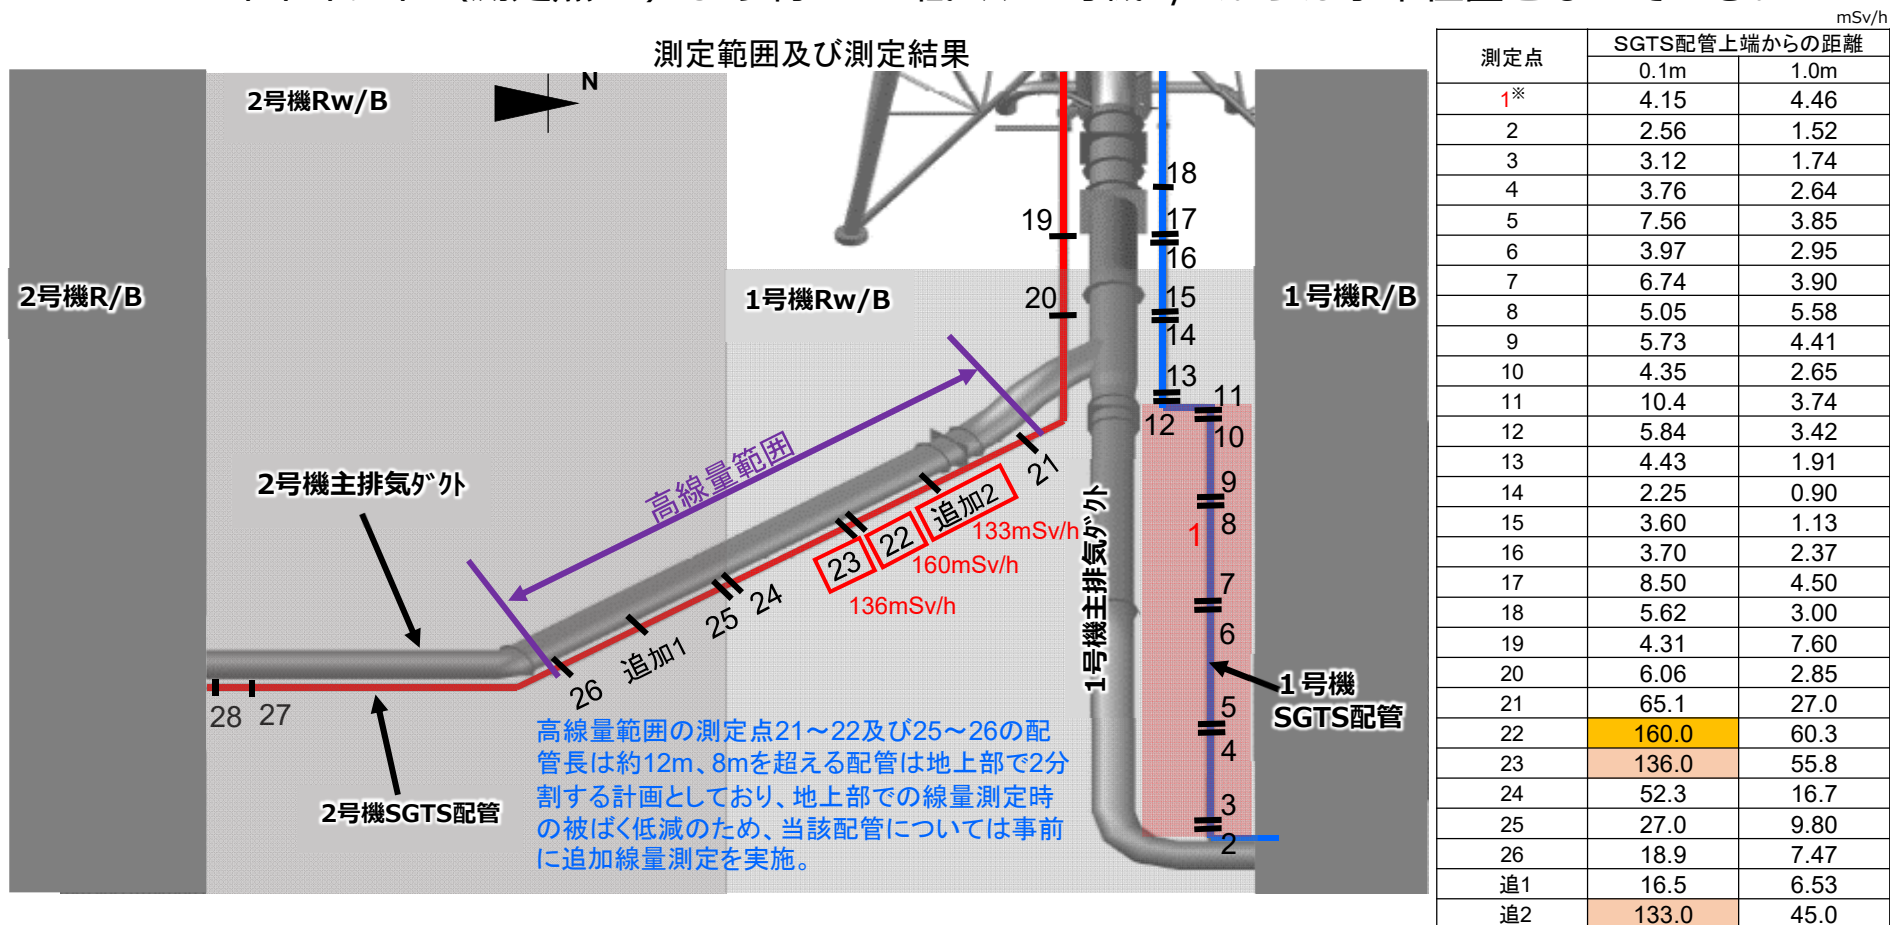 mSv/h
測定範囲及び測定結果
N
2号機Rw/B
2号機R/B
1号機Rw/B
1号機R/B
18
17
16
15
14
13
12
11
10
9
8
1
7
6
5
4
3
2
19
20
21
追加2
133mSv/h
22
160mSv/h
23
136mSv/h
24
25
追加1
26
27
28
高線量範囲
2号機主排気ダクト
1号機主排気ダクト
1号機
SGTS配管
2号機SGTS配管
高線量範囲の測定点21～22及び25～26の配
管長は約12m、8mを超える配管は地上部で2分
割する計画としており、地上部での線量測定時
の被ばく低減のため、当該配管については事前
に追加線量測定を実施。
測定点 SGTS配管上端からの距離
0.1m 1.0m
1※ 4.15 4.46
2 2.56 1.52
3 3.12 1.74
4 3.76 2.64
5 7.56 3.85
6 3.97 2.95
7 6.74 3.90
8 5.05 5.58
9 5.73 4.41
10 4.35 2.65
11 10.4 3.74
12 5.84 3.42
13 4.43 1.91
14 2.25 0.90
15 3.60 1.13
16 3.70 2.37
17 8.50 4.50
18 5.62 3.00
19 4.31 7.60
20 6.06 2.85
21 65.1 27.0
22 160.0 60.3
23 136.0 55.8
24 52.3 16.7
25 27.0 9.80
26 18.9 7.47
追1 16.5 6.53
追2 133.0 45.0